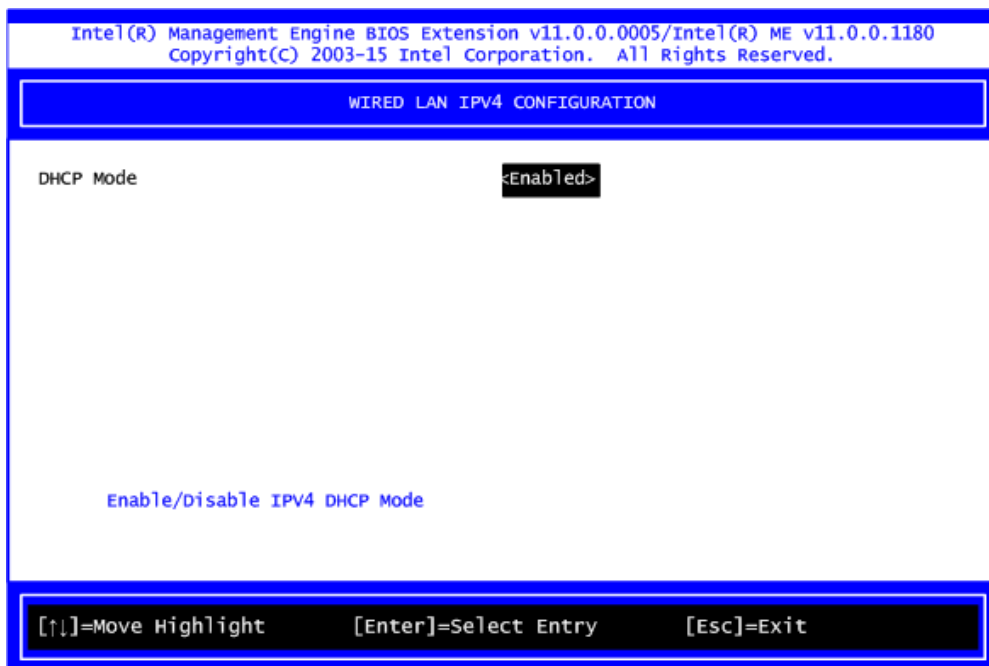 Intel(R) Management Engine BIOS Extension v11.0.0.0005/Intel(R) ME v11.0.0.1180
Copyright(C) 2003-15 Intel Corporation. All Rights Reserved.
WIRED LAN IPV4 CONFIGURATION
DHCP Mode <Enabled>
Enable/Disable IPV4 DHCP Mode
[↑↓]=Move Highlight [Enter]=Select Entry [Esc]=Exit